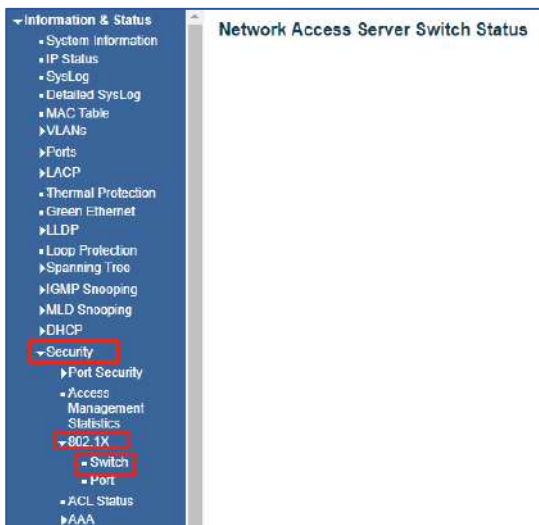 Information & Status
System Information
IP Status
SysLog
Detailed SysLog
MAC Table
VLANs
Ports
LACP
Thermal Protection
Green Ethernet
LLDP
Loop Protection
Spanning Tree
IGMP Snooping
MLD Snooping
DHCP
Security
Port Security
Access
Management
Statistics
802.1X
Switch
Port
ACL Status
AAA
Network Access Server Switch Status